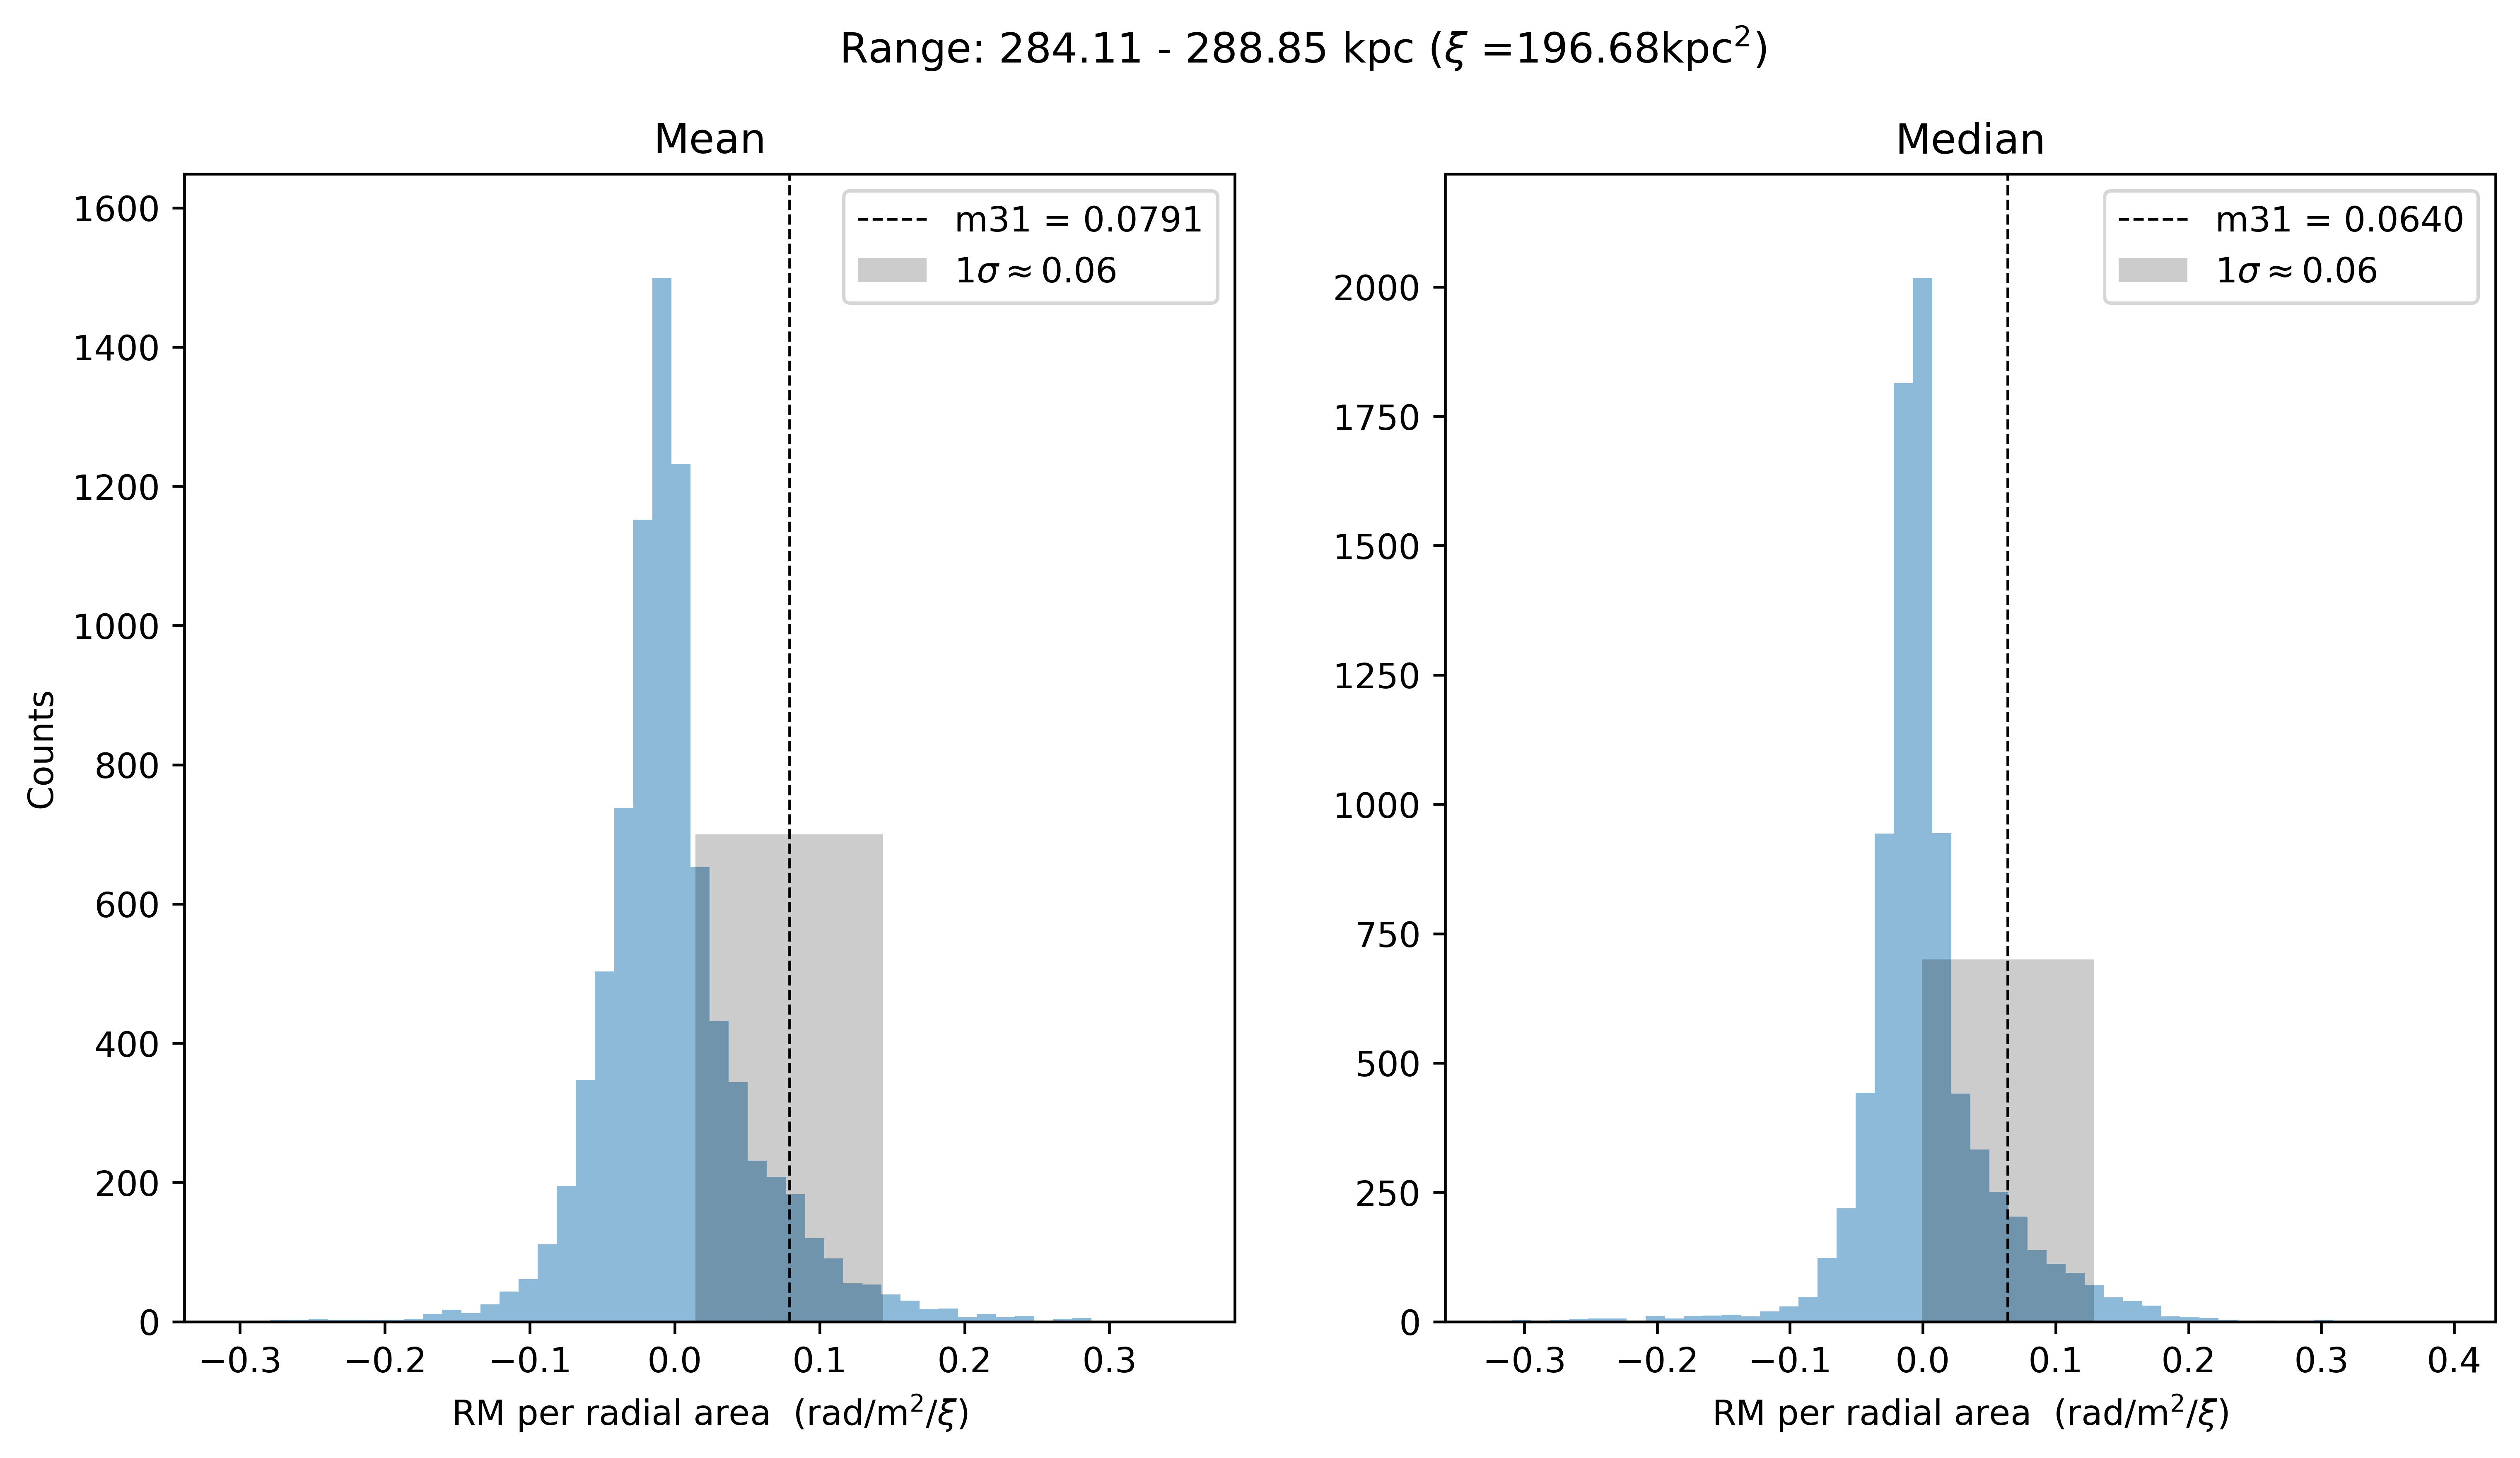 Range: 284.11 - 288.85 kpc (ξ =196.68kpc²)
Mean
1600
1400
1200
1000
800
600
400
200
0
Counts
−0.3 −0.2 −0.1 0.0 0.1 0.2 0.3
RM per radial area (rad/m²/ξ)
m31 = 0.0791
1σ ≈ 0.06
Median
2000
1750
1500
1250
1000
750
500
250
0
−0.3 −0.2 −0.1 0.0 0.1 0.2 0.3 0.4
RM per radial area (rad/m²/ξ)
m31 = 0.0640
1σ ≈ 0.06